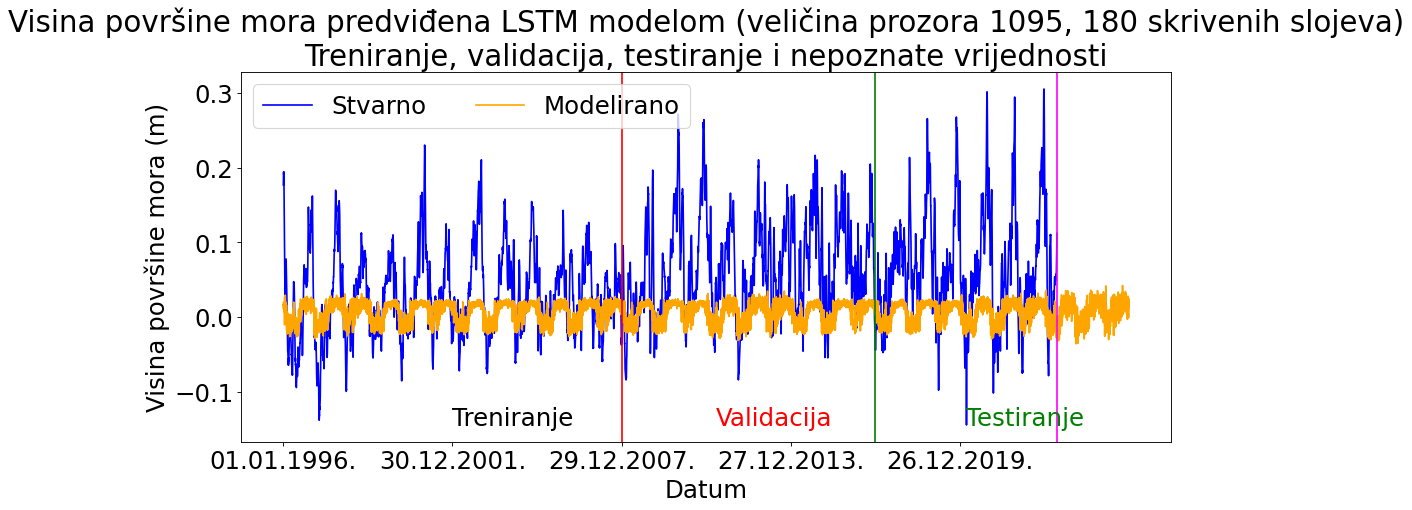 Visina površine mora predviđena LSTM modelom (veličina prozora 1095, 180 skrivenih slojeva)
Treniranje, validacija, testiranje i nepoznate vrijednosti
Stvarno Modelirano
Visina površine mora (m)
0.3
0.2
0.1
0.0
−0.1
Treniranje Validacija Testiranje
01.01.1996. 30.12.2001. 29.12.2007. 27.12.2013. 26.12.2019.
Datum